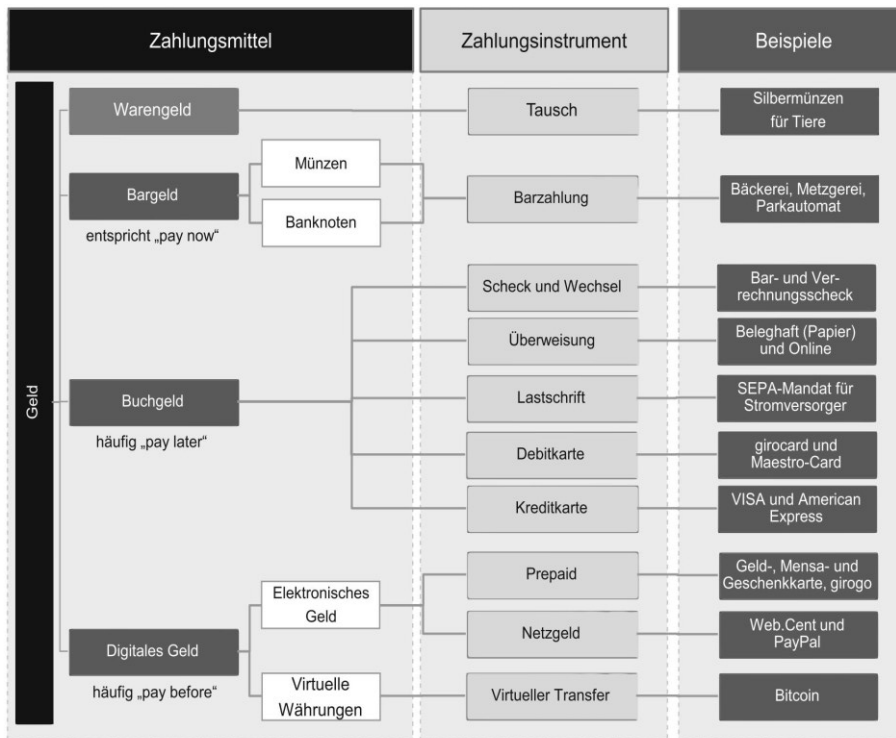 Zahlungsmittel
Zahlungsinstrument
Beispiele
Geld
Warengeld
Tausch
Silbermünzen
für Tiere
Bargeld
entspricht „pay now“
Münzen
Banknoten
Barzahlung
Bäckerei, Metzgerei,
Parkautomat
Buchgeld
häufig „pay later“
Scheck und Wechsel
Bar- und Ver-
rechnungsscheck
Überweisung
Beleghaft (Papier)
und Online
Lastschrift
SEPA-Mandat für
Stromversorger
Debitkarte
girocard und
Maestro-Card
Kreditkarte
VISA und American
Express
Digitales Geld
häufig „pay before“
Elektronisches
Geld
Prepaid
Geld-, Mensa- und
Geschenkkarte, girogo
Netzgeld
Web.Cent und
PayPal
Virtuelle
Währungen
Virtueller Transfer
Bitcoin